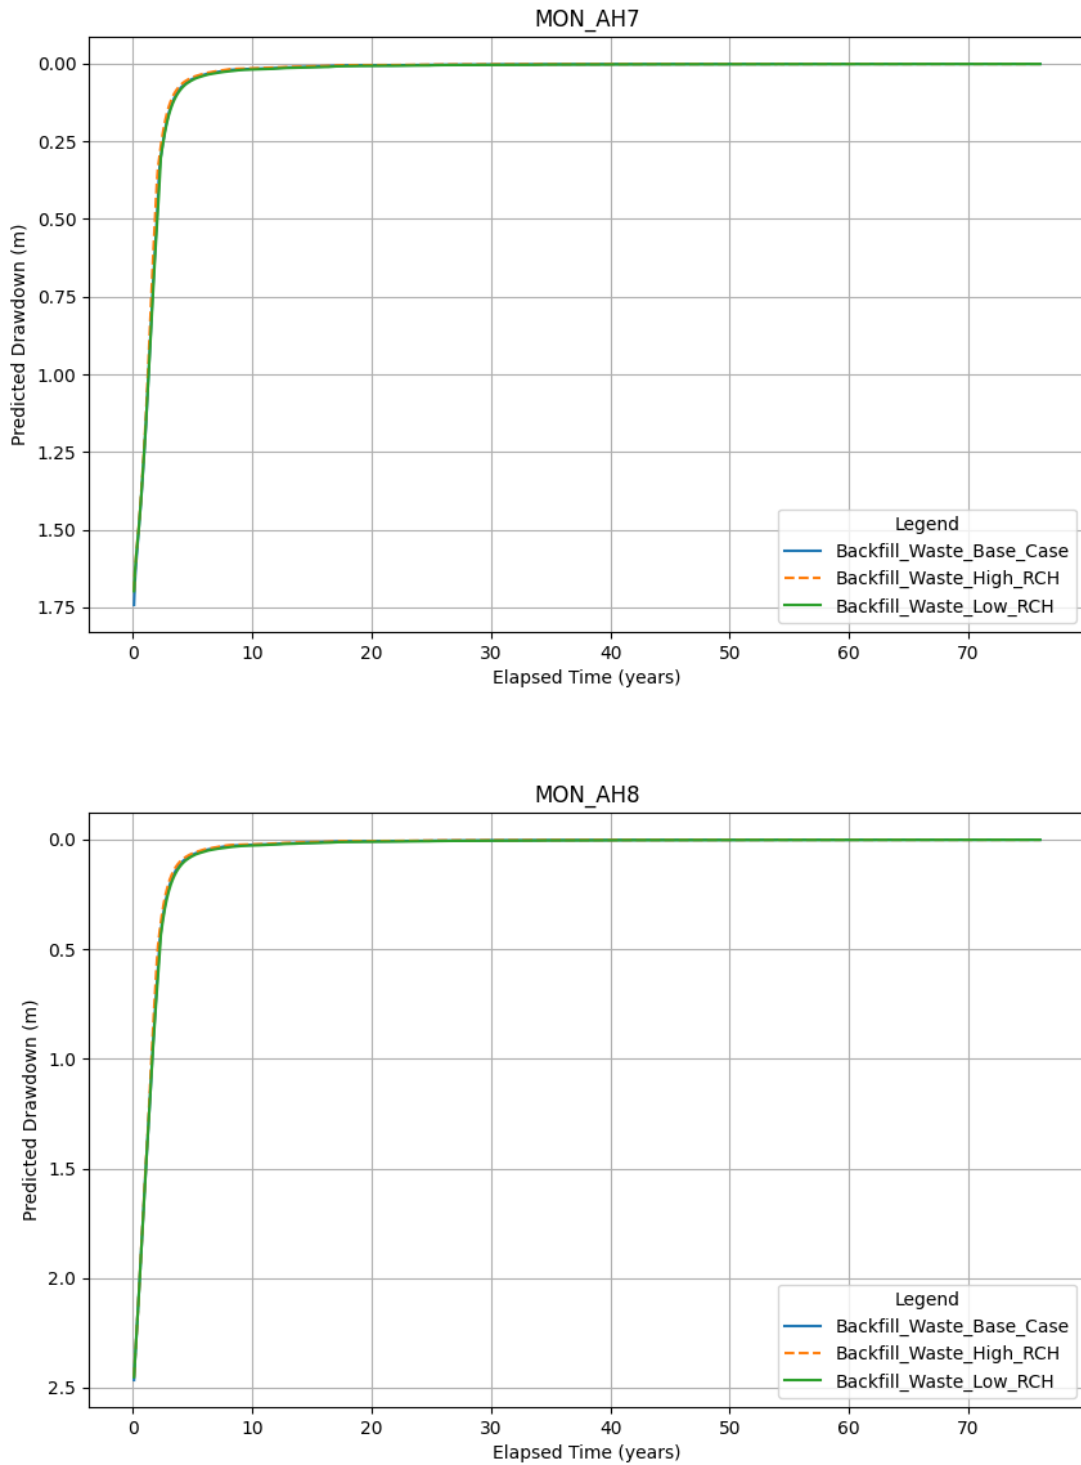 MON_AH7
0.00
0.25
0.50
0.75
1.00
1.25
1.50
1.75
Predicted Drawdown (m)
Legend
Backfill_Waste_Base_Case
Backfill_Waste_High_RCH
Backfill_Waste_Low_RCH
0 10 20 30 40 50 60 70
Elapsed Time (years)
MON_AH8
0.0
0.5
1.0
1.5
2.0
2.5
Predicted Drawdown (m)
Legend
Backfill_Waste_Base_Case
Backfill_Waste_High_RCH
Backfill_Waste_Low_RCH
0 10 20 30 40 50 60 70
Elapsed Time (years)